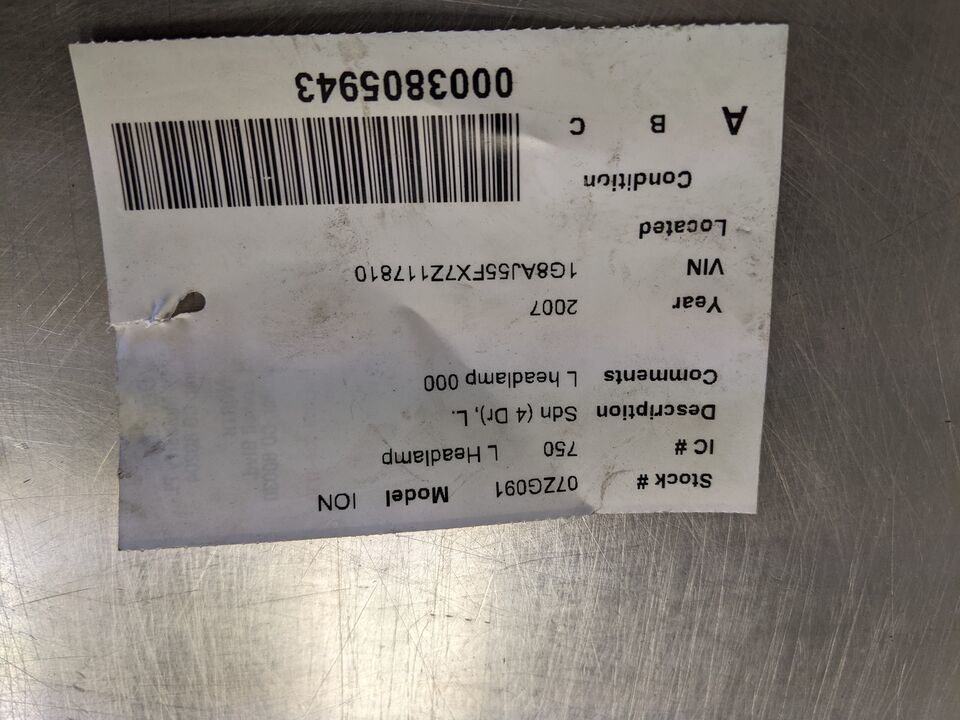 Stock # 07ZG091 Model ION
IC # 750 L Headlamp
Description Sdn (4 Dr), L.
Comments L headlamp 000
Year 2007
VIN 1G8AJ55FX7Z117810
Located
Condition
A B C
0003805943